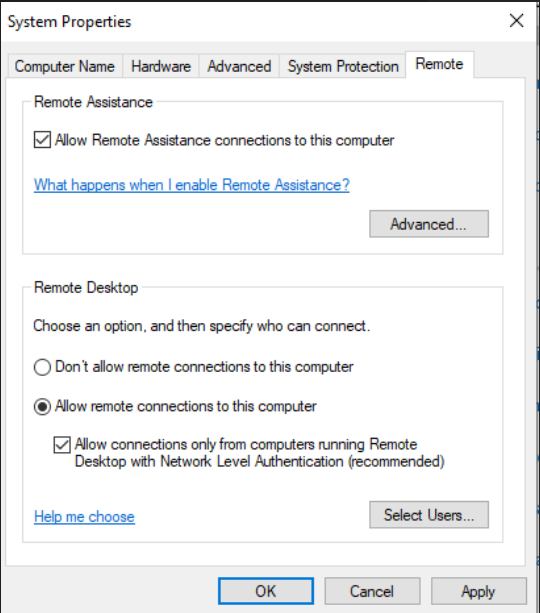 System Properties
Computer Name Hardware Advanced System Protection Remote
Remote Assistance
Allow Remote Assistance connections to this computer
What happens when I enable Remote Assistance?
Advanced...
Remote Desktop
Choose an option, and then specify who can connect.
Don't allow remote connections to this computer
Allow remote connections to this computer
Allow connections only from computers running Remote
Desktop with Network Level Authentication (recommended)
Help me choose
Select Users...
OK Cancel Apply